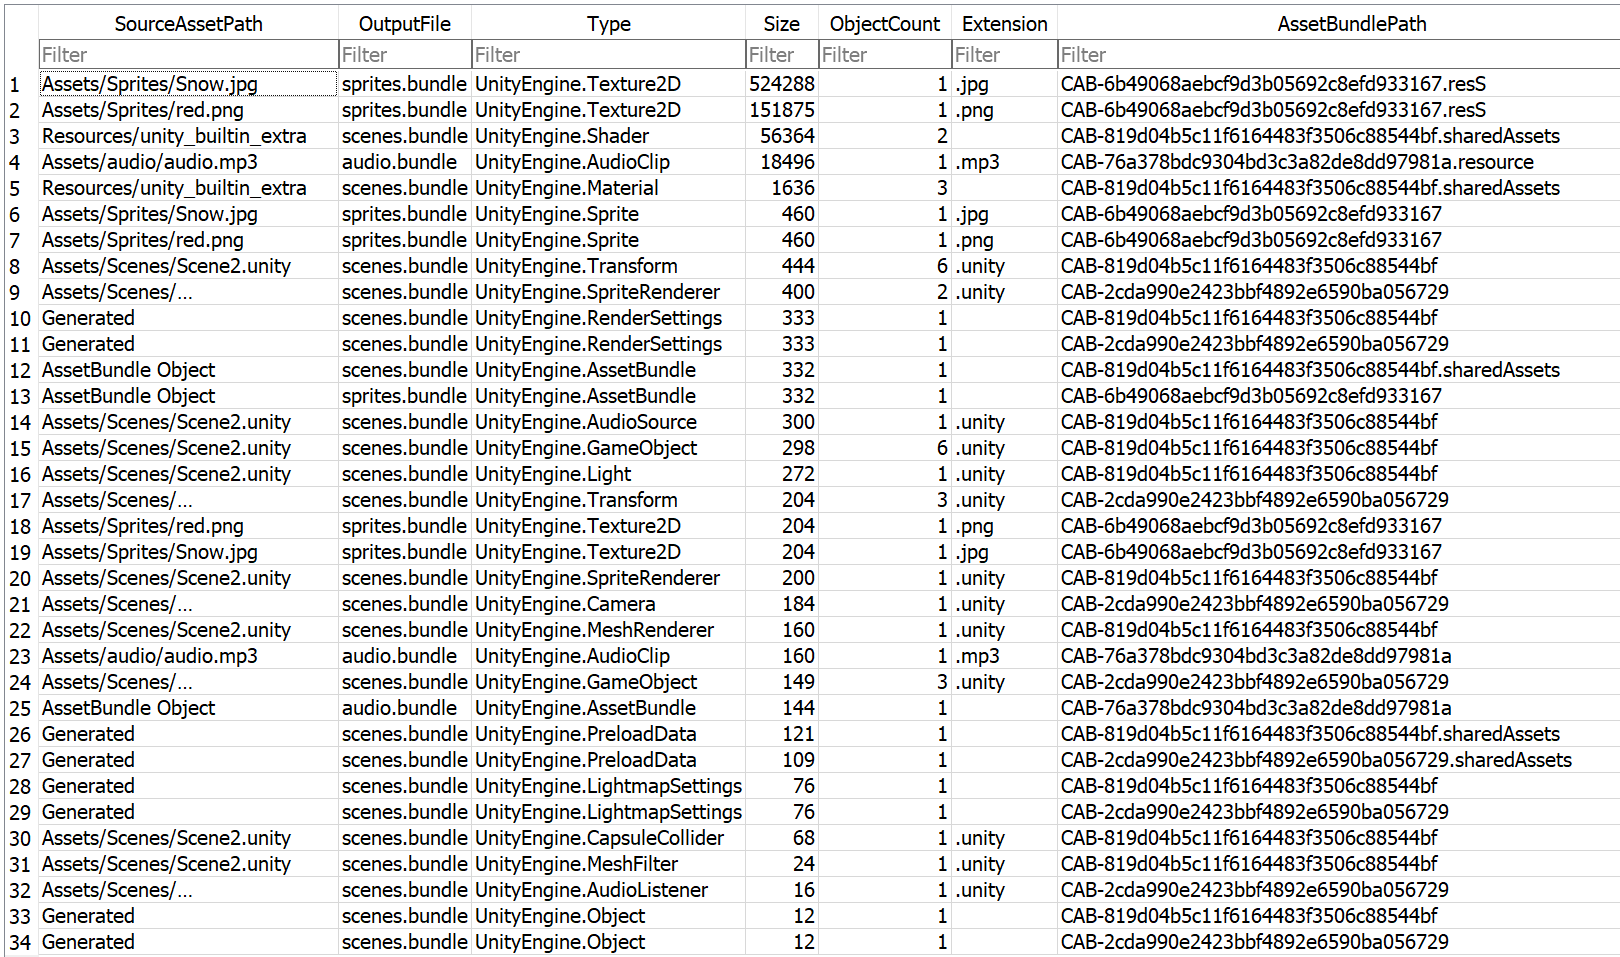 SourceAssetPath OutputFile Type Size ObjectCount Extension AssetBundlePath
Filter Filter Filter Filter Filter Filter Filter
1 Assets/Sprites/Snow.jpg sprites.bundle UnityEngine.Texture2D 524288 1 .jpg CAB-6b49068aebcf9d3b05692c8efd933167.resS
2 Assets/Sprites/red.png sprites.bundle UnityEngine.Texture2D 151875 1 .png CAB-6b49068aebcf9d3b05692c8efd933167.resS
3 Resources/unity_builtin_extra scenes.bundle UnityEngine.Shader 56364 2 CAB-819d04b5c11f6164483f3506c88544bf.sharedAssets
4 Assets/audio/audio.mp3 audio.bundle UnityEngine.AudioClip 18496 1 .mp3 CAB-76a378bdc9304bd3c3a82de8dd97981a.resource
5 Resources/unity_builtin_extra scenes.bundle UnityEngine.Material 1636 3 CAB-819d04b5c11f6164483f3506c88544bf.sharedAssets
6 Assets/Sprites/Snow.jpg sprites.bundle UnityEngine.Sprite 460 1 .jpg CAB-6b49068aebcf9d3b05692c8efd933167
7 Assets/Sprites/red.png sprites.bundle UnityEngine.Sprite 460 1 .png CAB-6b49068aebcf9d3b05692c8efd933167
8 Assets/Scenes/Scene2.unity scenes.bundle UnityEngine.Transform 444 6 .unity CAB-819d04b5c11f6164483f3506c88544bf
9 Assets/Scenes/... scenes.bundle UnityEngine.SpriteRenderer 400 2 .unity CAB-2cda990e2423bbf4892e6590ba056729
10 Generated scenes.bundle UnityEngine.RenderSettings 333 1 CAB-819d04b5c11f6164483f3506c88544bf
11 Generated scenes.bundle UnityEngine.RenderSettings 333 1 CAB-2cda990e2423bbf4892e6590ba056729
12 AssetBundle Object scenes.bundle UnityEngine.AssetBundle 332 1 CAB-819d04b5c11f6164483f3506c88544bf.sharedAssets
13 AssetBundle Object sprites.bundle UnityEngine.AssetBundle 332 1 CAB-6b49068aebcf9d3b05692c8efd933167
14 Assets/Scenes/Scene2.unity scenes.bundle UnityEngine.AudioSource 300 1 .unity CAB-819d04b5c11f6164483f3506c88544bf
15 Assets/Scenes/Scene2.unity scenes.bundle UnityEngine.GameObject 298 6 .unity CAB-819d04b5c11f6164483f3506c88544bf
16 Assets/Scenes/Scene2.unity scenes.bundle UnityEngine.Light 272 1 .unity CAB-819d04b5c11f6164483f3506c88544bf
17 Assets/Scenes/... scenes.bundle UnityEngine.Transform 204 3 .unity CAB-2cda990e2423bbf4892e6590ba056729
18 Assets/Sprites/red.png sprites.bundle UnityEngine.Texture2D 204 1 .png CAB-6b49068aebcf9d3b05692c8efd933167
19 Assets/Sprites/Snow.jpg sprites.bundle UnityEngine.Texture2D 204 1 .jpg CAB-6b49068aebcf9d3b05692c8efd933167
20 Assets/Scenes/Scene2.unity scenes.bundle UnityEngine.SpriteRenderer 200 1 .unity CAB-819d04b5c11f6164483f3506c88544bf
21 Assets/Scenes/... scenes.bundle UnityEngine.Camera 184 1 .unity CAB-2cda990e2423bbf4892e6590ba056729
22 Assets/Scenes/Scene2.unity scenes.bundle UnityEngine.MeshRenderer 160 1 .unity CAB-819d04b5c11f6164483f3506c88544bf
23 Assets/audio/audio.mp3 audio.bundle UnityEngine.AudioClip 160 1 .mp3 CAB-76a378bdc9304bd3c3a82de8dd97981a
24 Assets/Scenes/... scenes.bundle UnityEngine.GameObject 149 3 .unity CAB-2cda990e2423bbf4892e6590ba056729
25 AssetBundle Object audio.bundle UnityEngine.AssetBundle 144 1 CAB-76a378bdc9304bd3c3a82de8dd97981a
26 Generated scenes.bundle UnityEngine.PreloadData 121 1 CAB-819d04b5c11f6164483f3506c88544bf.sharedAssets
27 Generated scenes.bundle UnityEngine.PreloadData 109 1 CAB-2cda990e2423bbf4892e6590ba056729.sharedAssets
28 Generated scenes.bundle UnityEngine.LightmapSettings 76 1 CAB-819d04b5c11f6164483f3506c88544bf
29 Generated scenes.bundle UnityEngine.LightmapSettings 76 1 CAB-2cda990e2423bbf4892e6590ba056729
30 Assets/Scenes/Scene2.unity scenes.bundle UnityEngine.CapsuleCollider 68 1 .unity CAB-819d04b5c11f6164483f3506c88544bf
31 Assets/Scenes/Scene2.unity scenes.bundle UnityEngine.MeshFilter 24 1 .unity CAB-819d04b5c11f6164483f3506c88544bf
32 Assets/Scenes/... scenes.bundle UnityEngine.AudioListener 16 1 .unity CAB-2cda990e2423bbf4892e6590ba056729
33 Generated scenes.bundle UnityEngine.Object 12 1 CAB-819d04b5c11f6164483f3506c88544bf
34 Generated scenes.bundle UnityEngine.Object 12 1 CAB-2cda990e2423bbf4892e6590ba056729